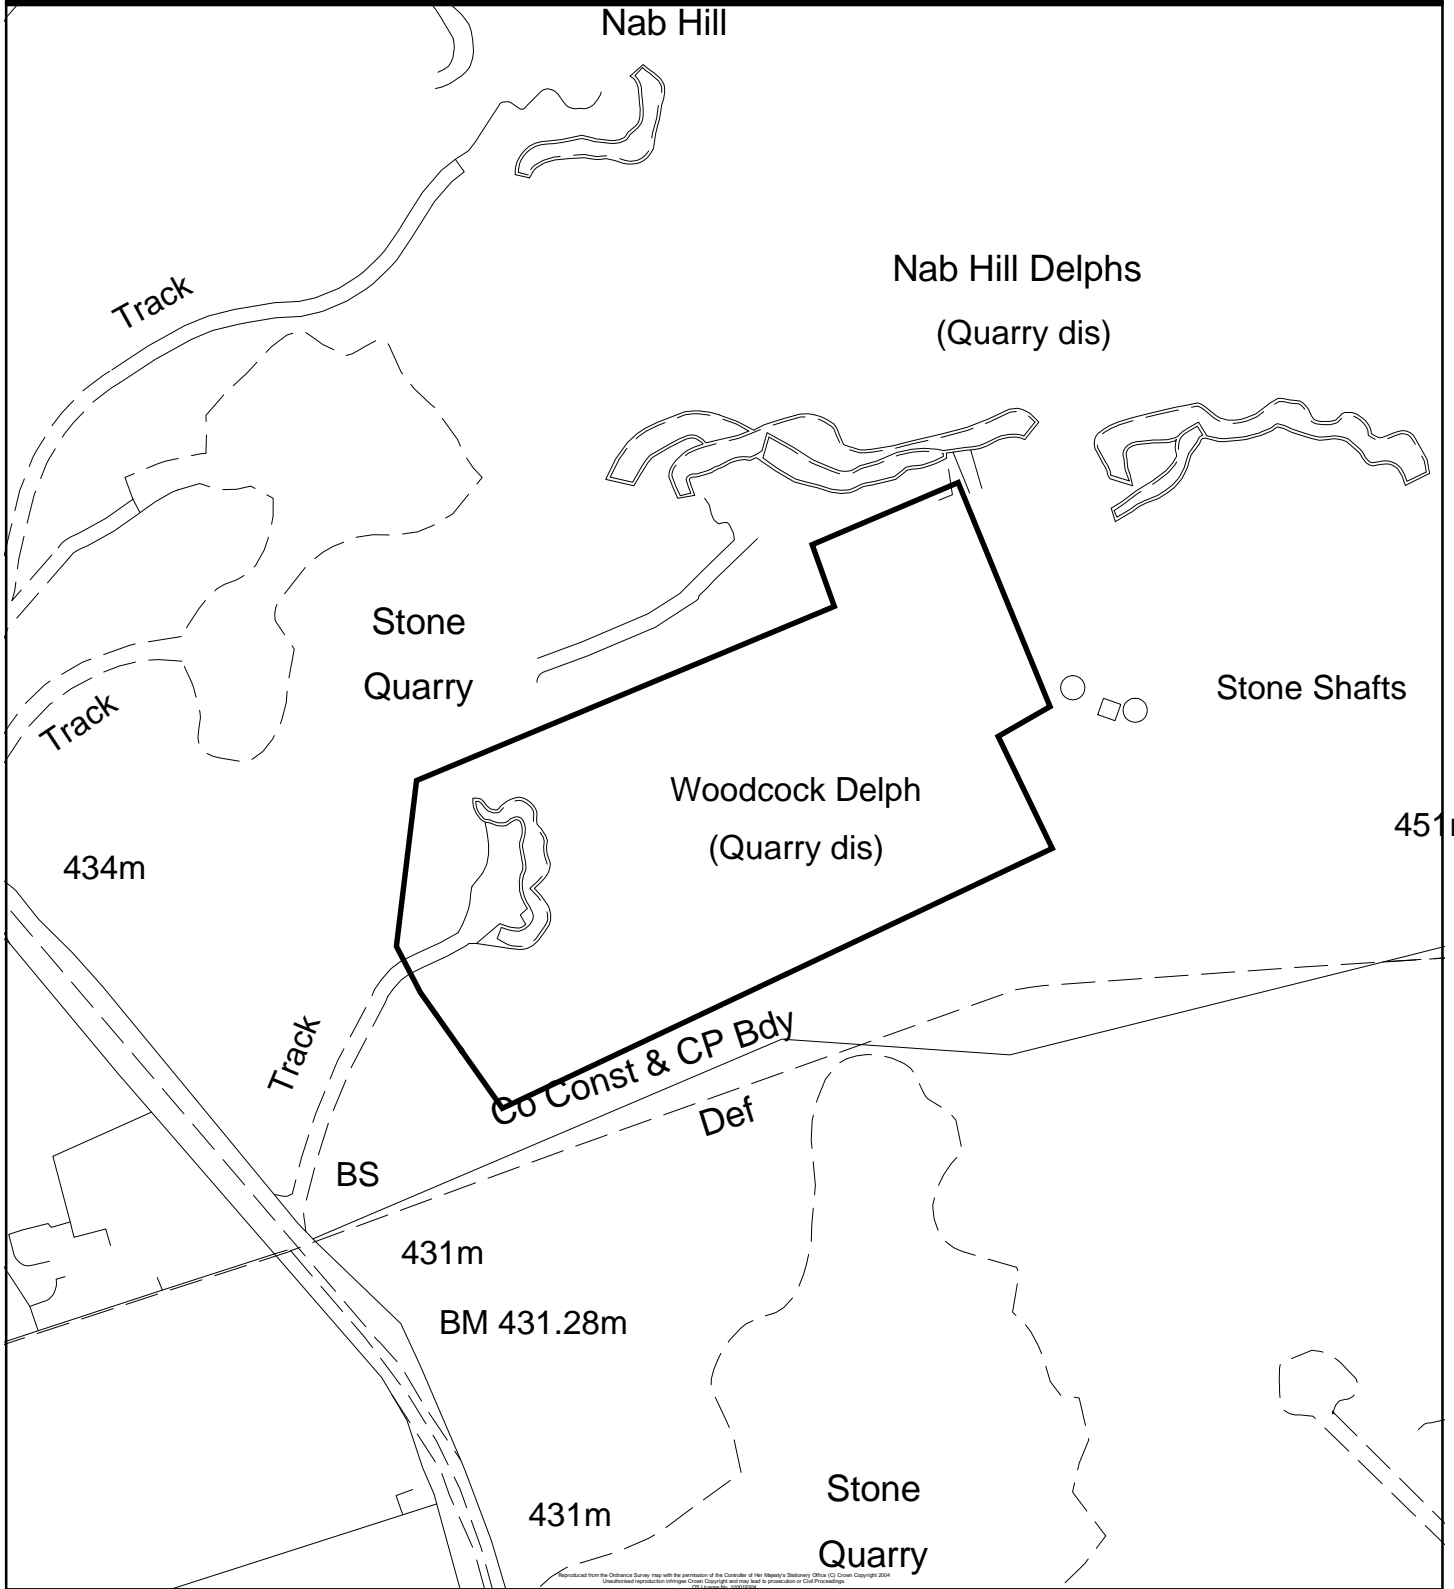 Nab Hill
Nab Hill Delphs
(Quarry dis)
Track
Stone
Quarry
Stone Shafts
Track
Woodcock Delph
(Quarry dis)
451m
434m
Track
Co Const & CP Bdy
Def
BS
431m
BM 431.28m
Stone
Quarry
431m
Reproduced from the Ordnance Survey map with the permission of the Controller of Her Majesty's Stationery Office (C) Crown Copyright 2004
Unauthorised reproduction infringes Crown Copyright and may lead to prosecution or Civil Proceedings.